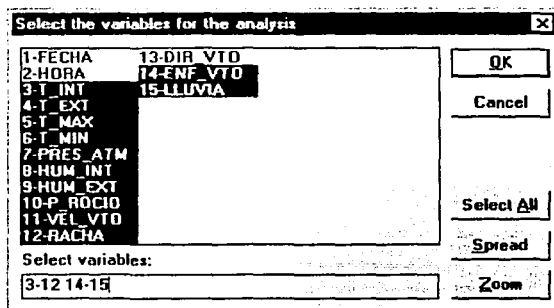 Select the variables for the analysis
1-FECHA
2-HORA
3-T_INT
4-T_EXT
5-T_MAX
6-T_MIN
7-PRES_ATM
8-HUM_INT
9-HUM_EXT
10-P_ROCIO
11-VEL_VTO
12-RACHA
13-DIR_VTO
14-ENF_VTO
15-LLUVIA
OK
Cancel
Select All
Spread
Zoom
Select variables:
3-12 14-15